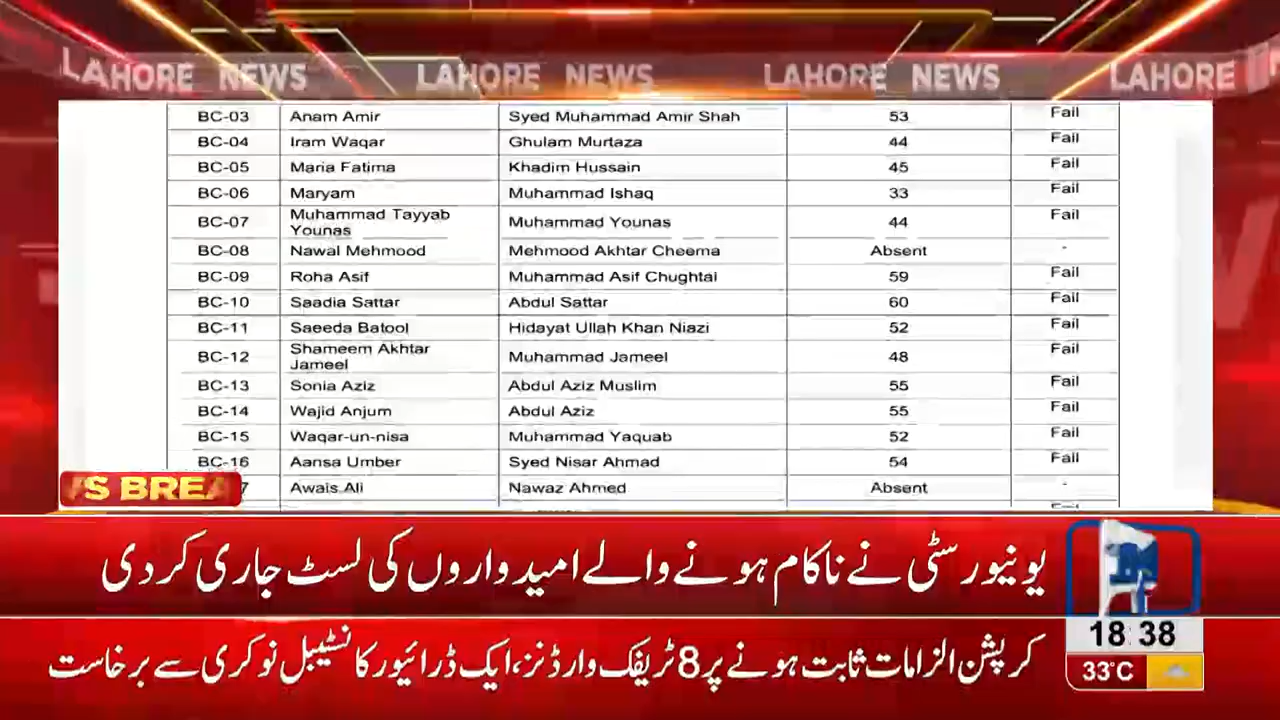 LAHORE NEWS LAHORE NEWS LAHORE NEWS LAHORE
BC-03 Anam Amir Syed Muhammad Amir Shah 53 Fail
BC-04 Iram Waqar Ghulam Murtaza 44 Fail
BC-05 Maria Fatima Khadim Hussain 45 Fail
BC-06 Maryam Muhammad Ishaq 33 Fail
BC-07 Muhammad Tayyab Younas Muhammad Younas 44 Fail
BC-08 Nawal Mehmood Mehmood Akhtar Cheema Absent -
BC-09 Roha Asif Muhammad Asif Chughtai 59 Fail
BC-10 Saadia Sattar Abdul Sattar 60 Fail
BC-11 Saeeda Batool Hidayat Ullah Khan Niazi 52 Fail
BC-12 Shameem Akhtar Jameel Muhammad Jameel 48 Fail
BC-13 Sonia Aziz Abdul Aziz Muslim 55 Fail
BC-14 Wajid Anjum Abdul Aziz 55 Fail
BC-15 Waqar-un-nisa Muhammad Yaquab 52 Fail
BC-16 Aansa Umber Syed Nisar Ahmad 54 Fail
7 Awais Ali Nawaz Ahmed Absent -
یونیورسٹی نے ناکام ہونے والے امیدواروں کی لسٹ جاری کر دی
18:38
33°C
کرپشن الزامات ثابت ہونے پر 8 ٹریفک وارڈنز، ایک ڈرائیور کانسٹیبل نوکری سے برخاست